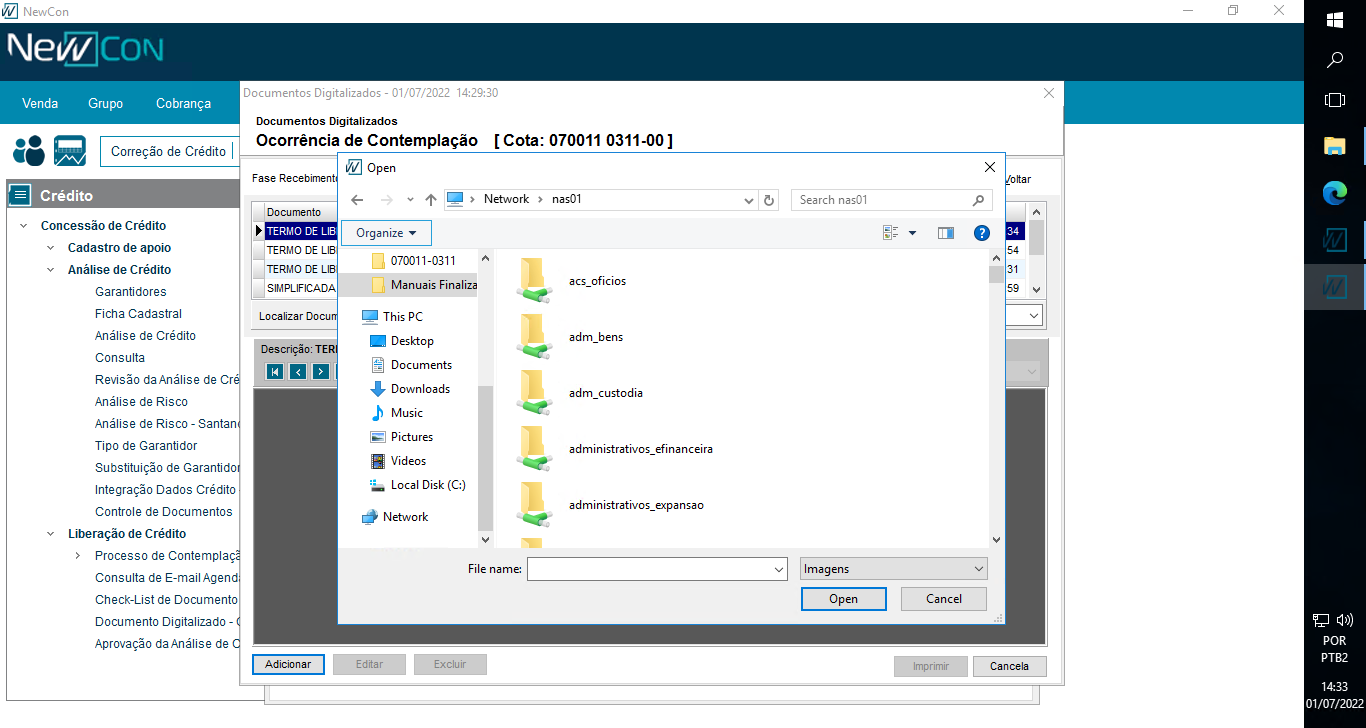 NewCon
NewCon
Venda Grupo Cobrança
Correção de Crédito
Crédito
Concessão de Crédito
Cadastro de apoio
Análise de Crédito
Garantidores
Ficha Cadastral
Análise de Crédito
Consulta
Revisão da Análise de Cré
Análise de Risco
Análise de Risco - Santand
Tipo de Garantidor
Substituição de Garantidor
Integração Dados Crédito -
Controle de Documentos
Liberação de Crédito
Processo de Contemplaçã
Consulta de E-mail Agenda
Check-List de Documento
Documento Digitalizado -
Aprovação da Análise de C
Documentos Digitalizados - 01/07/2022 14:29:30
Documentos Digitalizados
Ocorrência de Contemplação [ Cota: 070011 0311-00 ]
Fase Recebimento
Voltar
Documento
TERMO DE LIB 34
TERMO DE LIB 54
TERMO DE LIB 31
SIMPLIFICADA 59
Localizar Docum
Descrição: TER
Open
Network nas01
Search nas01
Organize
070011-0311
Manuais Finaliza
This PC
Desktop
Documents
Downloads
Music
Pictures
Videos
Local Disk (C:)
Network
acs_oficios
adm_bens
adm_custodia
administrativos_efinanceira
administrativos_expansao
File name:
Imagens
Open Cancel
Adicionar Editar Excluir Imprimir Cancela
POR
PTB2
14:33
01/07/2022